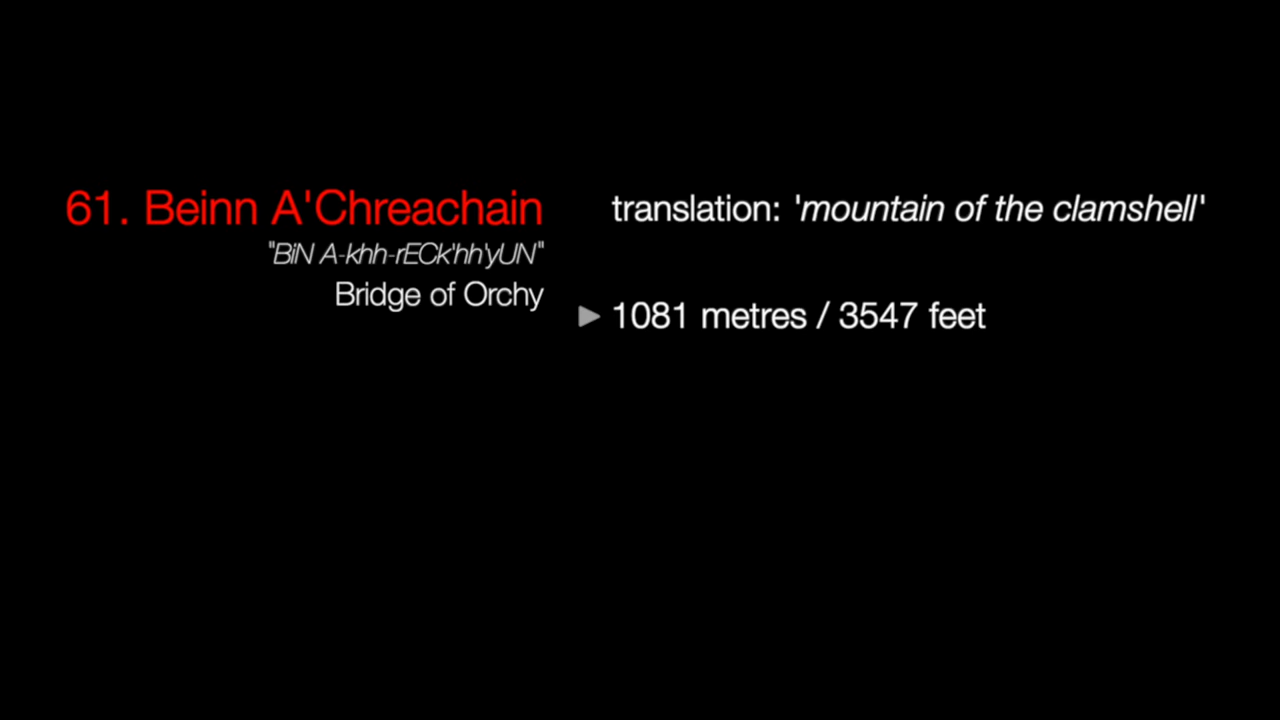 61. Beinn A'Chreachain
"BiN A-khh-rECk'hh'yUN"
Bridge of Orchy
translation: 'mountain of the clamshell'
1081 metres / 3547 feet